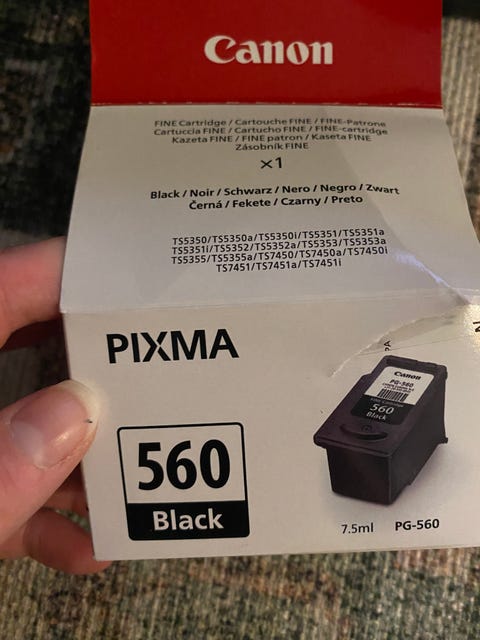 Canon
FINE Cartridge / Cartouche FINE / FINE-Patrone
Cartuccia FINE / Cartucho FINE / FINE-cartridge
Kazeta FINE / FINE patron / Kaseta FINE
Zásobník FINE
x1
Black / Noir / Schwarz / Nero / Negro / Zwart
Černá / Fekete / Czarny / Preto
TS5350/TS5350a/TS5350i/TS5351/TS5351a
TS5351i/TS5352/TS5352a/TS5353/TS5353a
TS5355/TS5355a/TS7450/TS7450a/TS7450i
TS7451/TS7451a/TS7451i
PIXMA
560
Black
Canon
PG-560
560
Black
7.5ml PG-560